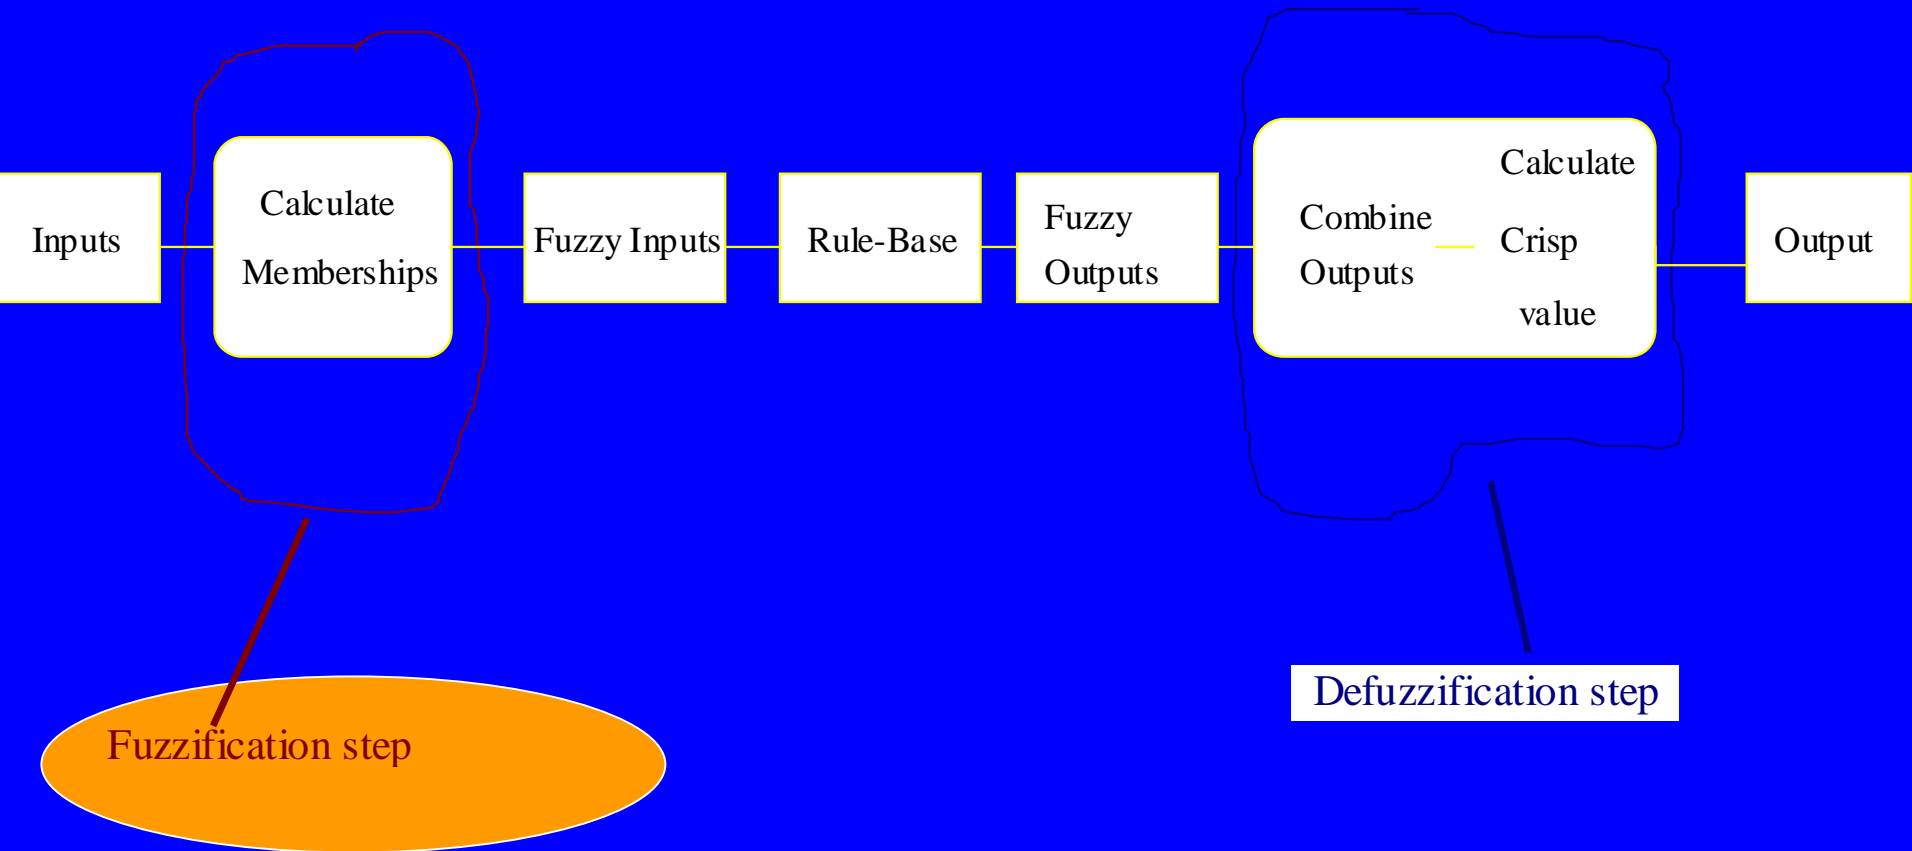 Inputs
Calculate
Memberships
Fuzzy Inputs
Rule-Base
Fuzzy
Outputs
Combine
Outputs
Calculate
Crisp
value
Output
Fuzzification step
Defuzzification step